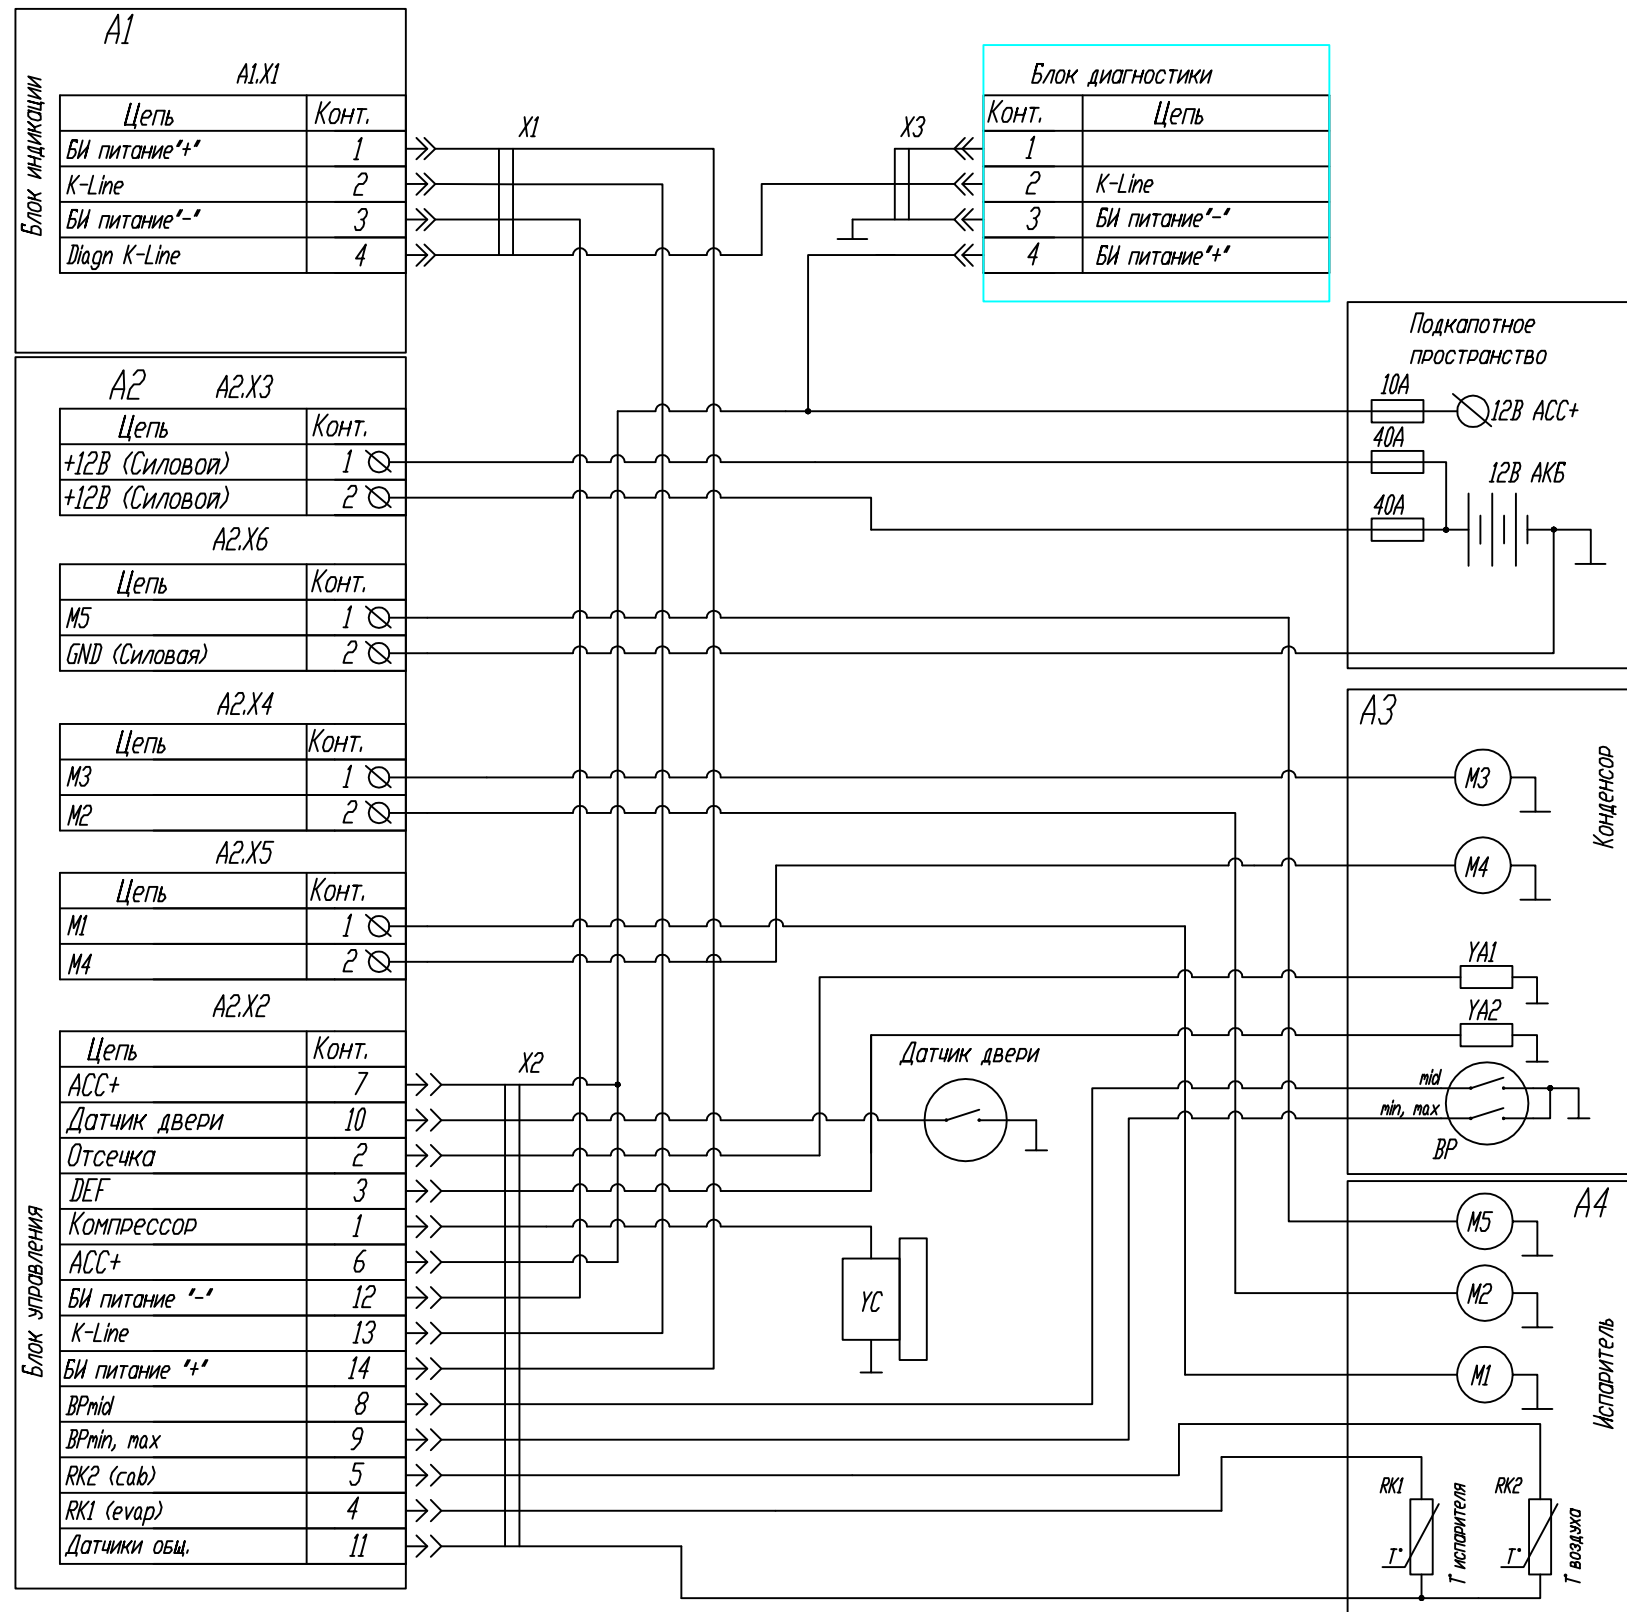 A1
A1.X1
Блок индикации
Цепь Конт.
БИ питание"+" 1
K-Line 2
БИ питание"-" 3
Diagn K-Line 4
X1
X3
Блок диагностики
Конт. Цепь
1
2 K-Line
3 БИ питание"-"
4 БИ питание"+"
Подкапотное
пространство
10А
12В АСС+
40А
12В АКБ
40А
A2 A2.X3
Цепь Конт.
+12В (Силовой) 1
+12В (Силовой) 2
A2.X6
Цепь Конт.
M5 1
GND (Силовая) 2
A2.X4
Цепь Конт.
M3 1
M2 2
A2.X5
Цепь Конт.
M1 1
M4 2
A2.X2
Цепь Конт.
ACC+ 7
Датчик двери 10
Отсечка 2
DEF 3
Компрессор 1
ACC+ 6
БИ питание "-" 12
K-Line 13
БИ питание "+" 14
BPmid 8
BPmin, max 9
RK2 (cab) 5
RK1 (evap) 4
Датчики общ. 11
Блок управления
X2
Датчик двери
YC
A3
Конденсор
M3
M4
YA1
YA2
mid
min, max
BP
A4
Испаритель
M5
M2
M1
RK1
T°
T° испарителя
RK2
T°
T° воздуха